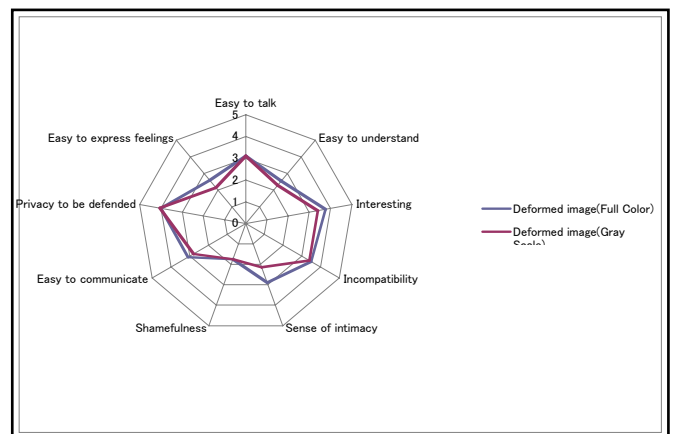 Easy to talk
5
Easy to express feelings
Easy to understand
4
3
2
Privacy to be defended
Interesting
1
0
Deformed image(Full Color)
Deformed image(Gray
Scale)
Easy to communicate
Incompatibility
Shamefulness
Sense of intimacy